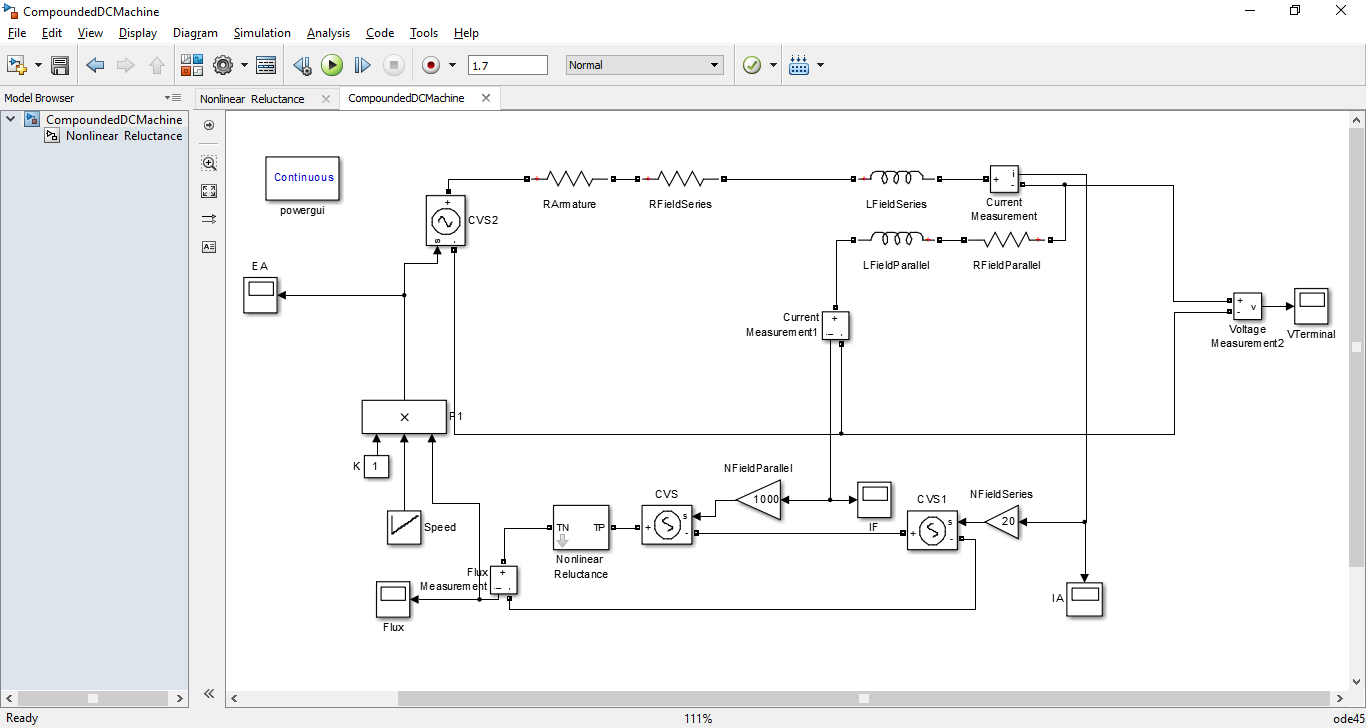 CompoundedDCMachine
File Edit View Display Diagram Simulation Analysis Code Tools Help
1.7
Normal
Model Browser
Nonlinear Reluctance
CompoundedDCMachine
CompoundedDCMachine
Nonlinear Reluctance
Continuous
powergui
+
s
-
CVS2
RArmature
RFieldSeries
LFieldSeries
+
i
-
Current
Measurement
LFieldParallel
RFieldParallel
EA
Current
Measurement1
+
i
-
+
-
v
Voltage
Measurement2
VTerminal
×
P1
K
1
Speed
NFieldParallel
1000
IF
CVS
+
s
-
CVS1
+
s
-
NFieldSeries
20
TN
TP
Nonlinear
Reluctance
Flux
Measurement
+
i
-
Flux
IA
Ready
111%
ode45